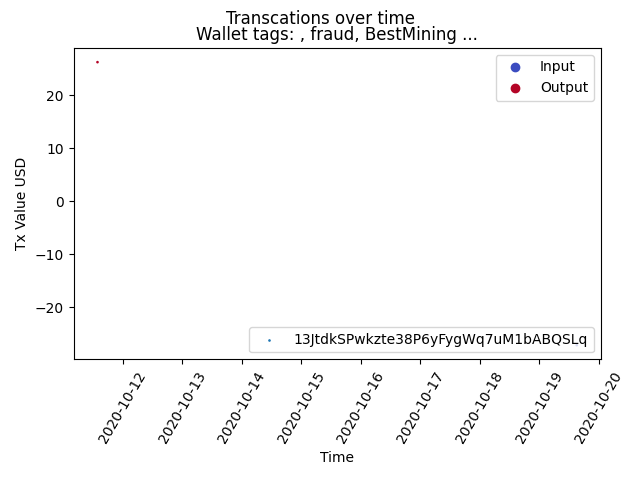 Transcations over time
Wallet tags: , fraud, BestMining ...
Input
Output
Tx Value USD
20
10
0
−10
−20
13JtdkSPwkzte38P6yFygWq7uM1bABQSLq
2020-10-12
2020-10-13
2020-10-14
2020-10-15
2020-10-16
2020-10-17
2020-10-18
2020-10-19
2020-10-20
Time